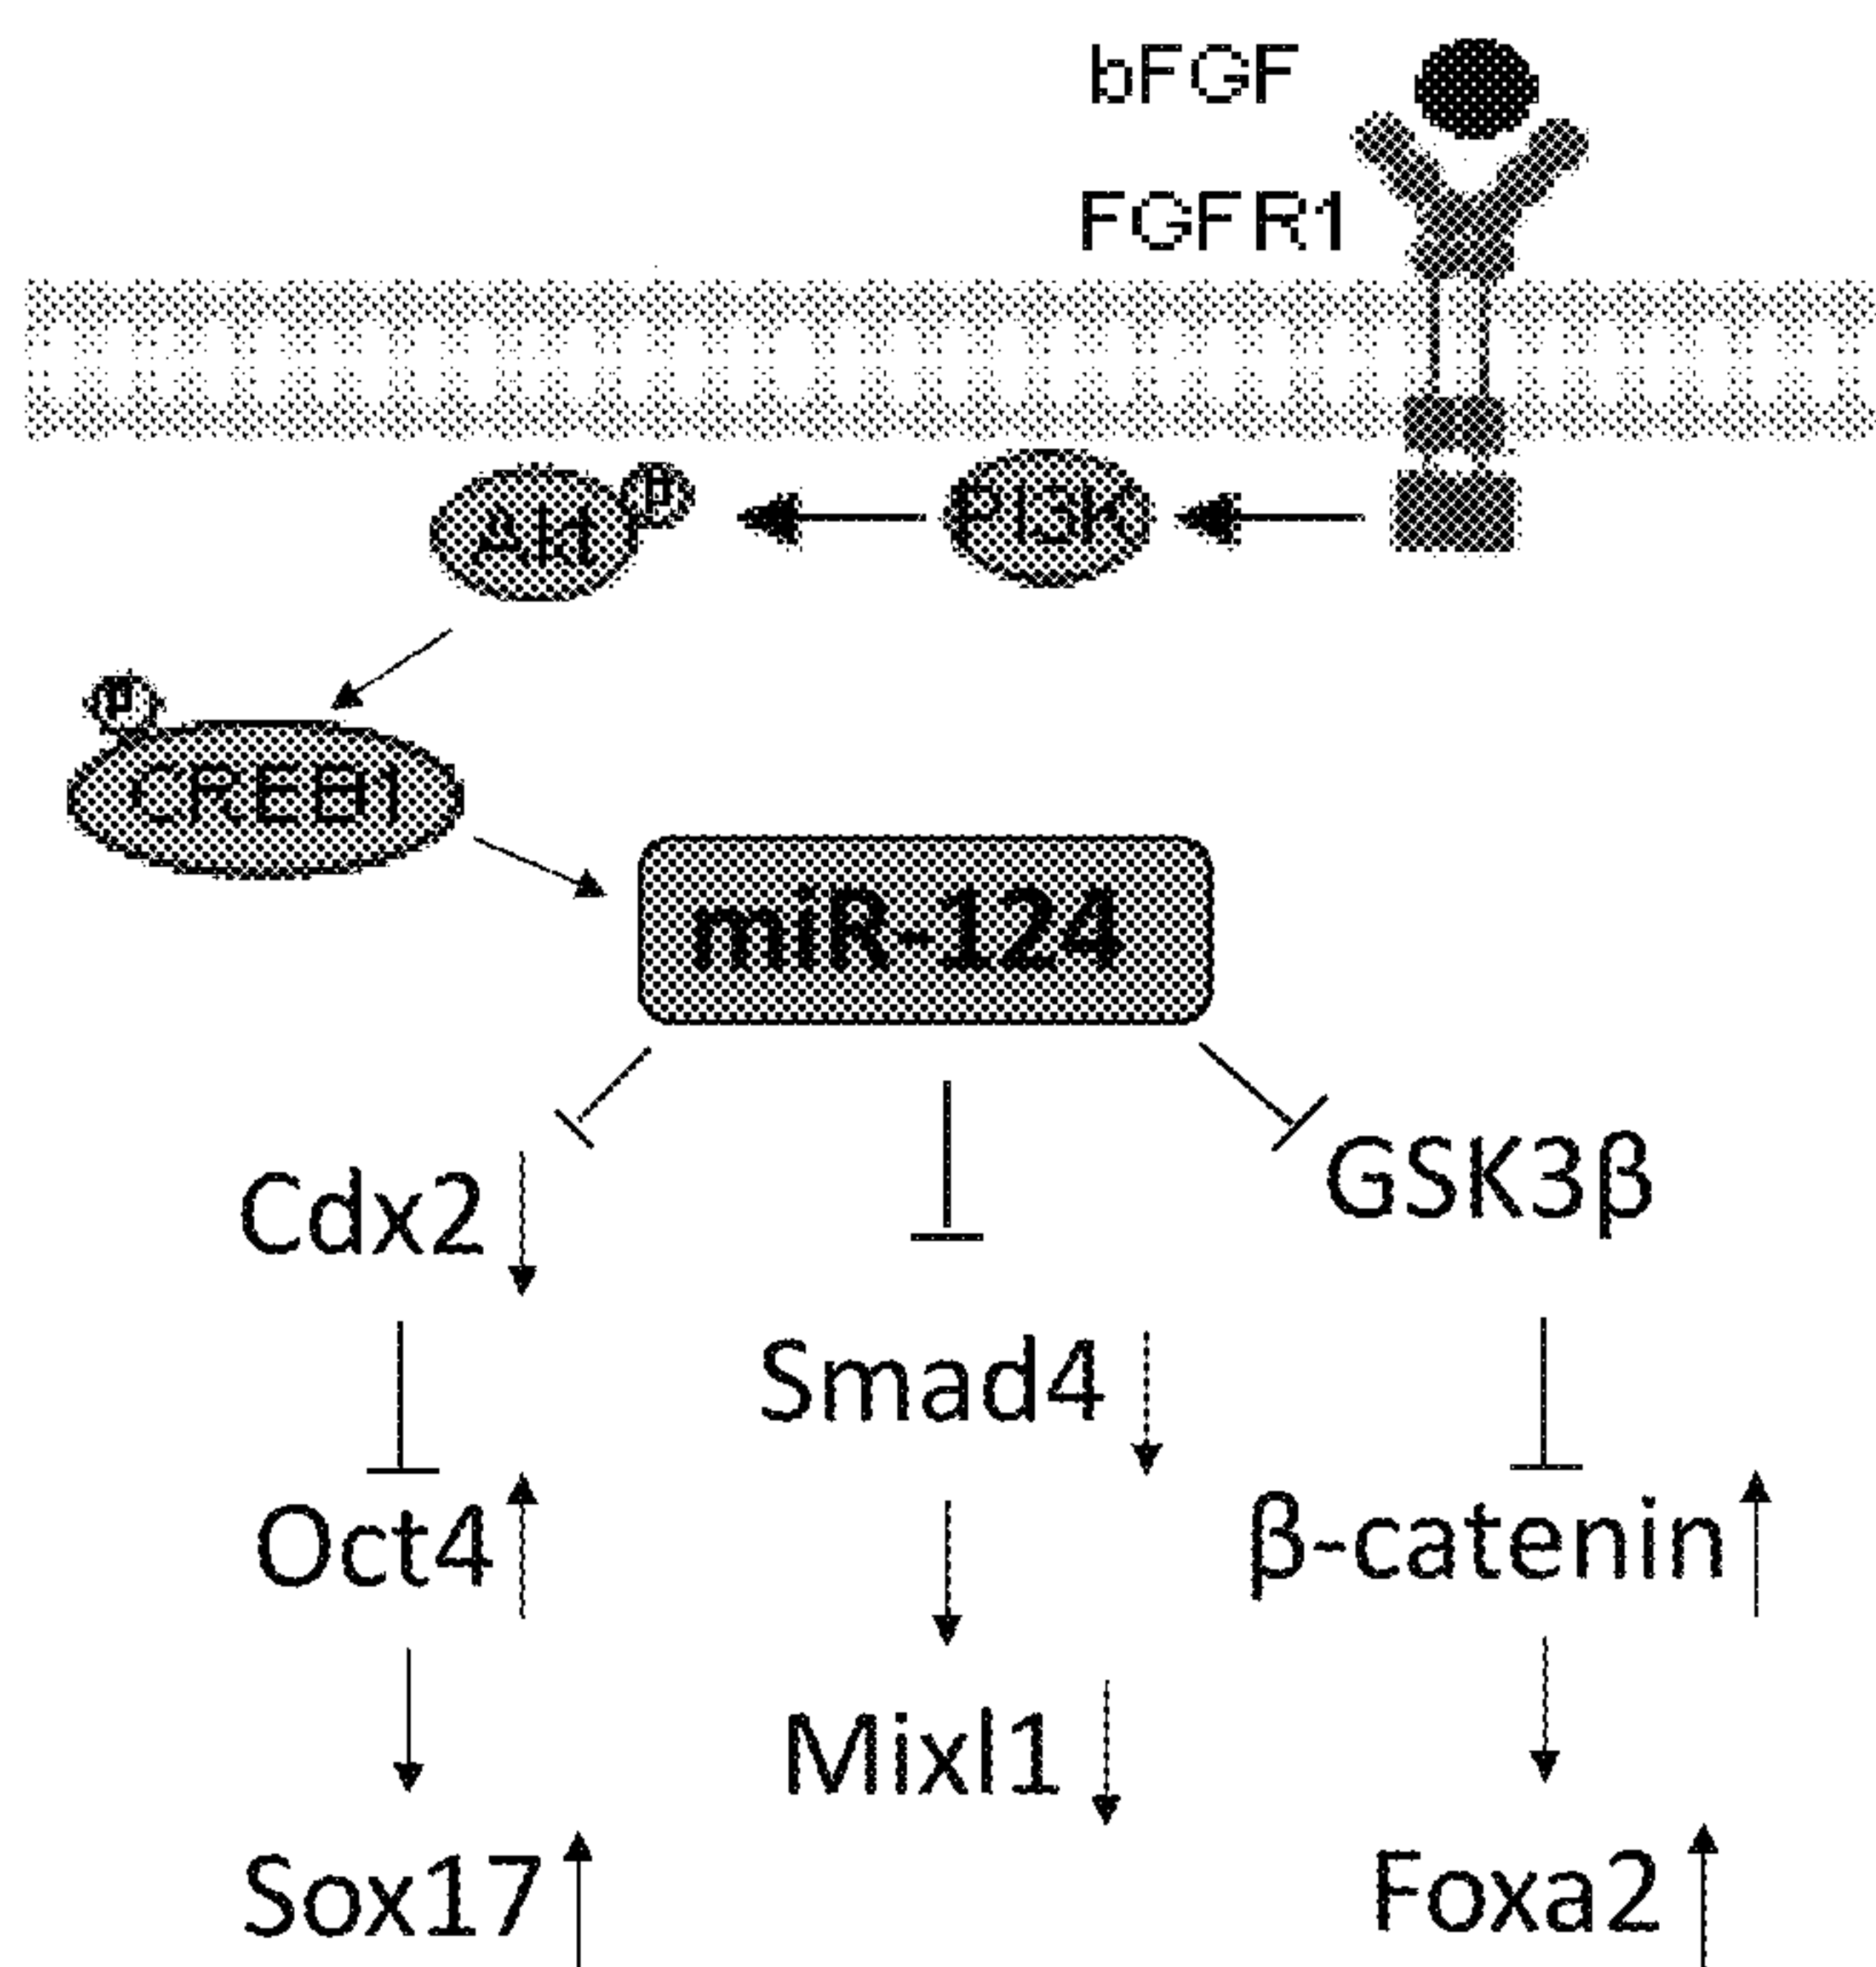 bFGF
FGFR1
Akt
P
PI3K
P
CREB1
miR-124
Cdx2
GSK3β
Smad4
Oct4
β-catenin
Mixl1
Sox17
Foxa2